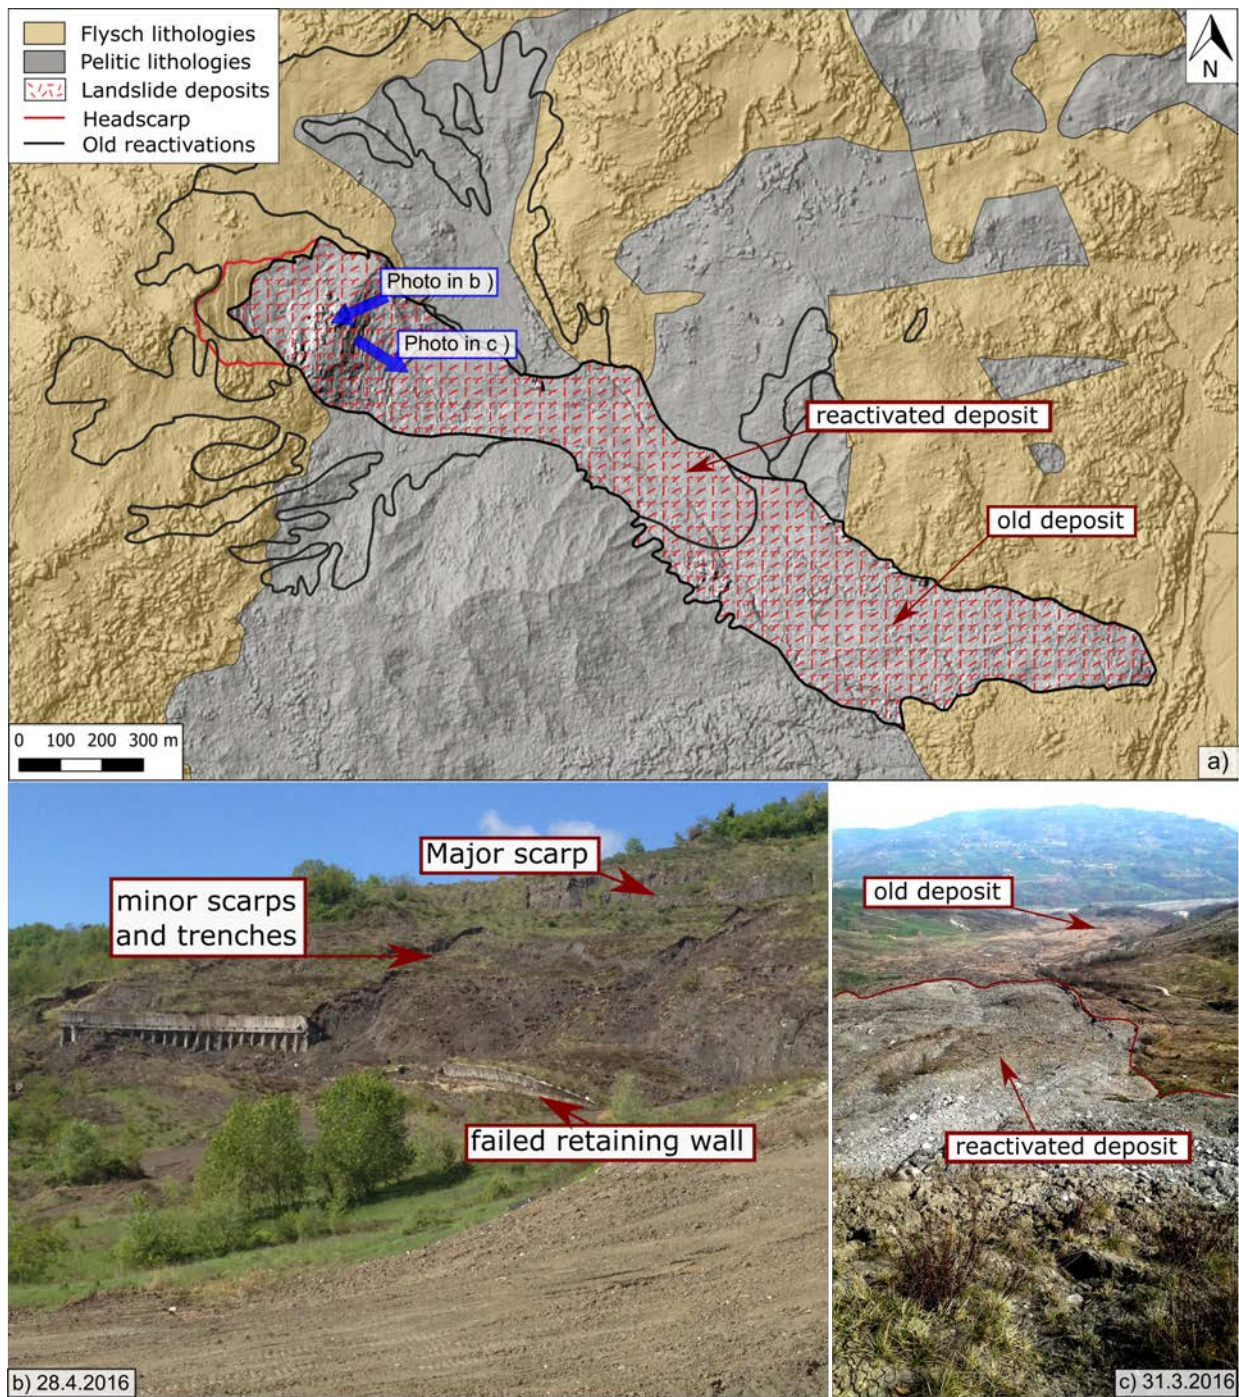 Flysch lithologies
Pelitic lithologies
Landslide deposits
Headscarp
Old reactivations
N
Photo in b )
Photo in c )
reactivated deposit
old deposit
0 100 200 300 m
a)
Major scarp
minor scarps
and trenches
failed retaining wall
b) 28.4.2016
old deposit
reactivated deposit
c) 31.3.2016